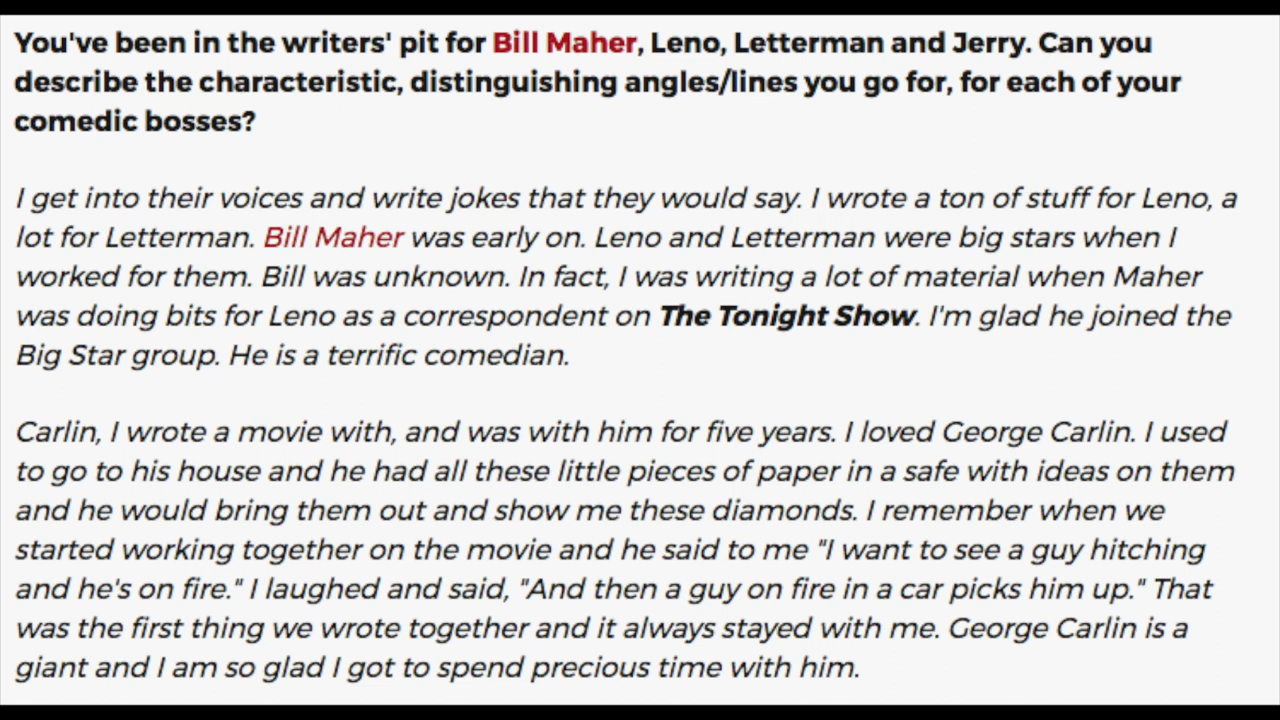 You've been in the writers' pit for Bill Maher, Leno, Letterman and Jerry. Can you
describe the characteristic, distinguishing angles/lines you go for, for each of your
comedic bosses?
I get into their voices and write jokes that they would say. I wrote a ton of stuff for Leno, a
lot for Letterman. Bill Maher was early on. Leno and Letterman were big stars when I
worked for them. Bill was unknown. In fact, I was writing a lot of material when Maher
was doing bits for Leno as a correspondent on The Tonight Show. I'm glad he joined the
Big Star group. He is a terrific comedian.
Carlin, I wrote a movie with, and was with him for five years. I loved George Carlin. I used
to go to his house and he had all these little pieces of paper in a safe with ideas on them
and he would bring them out and show me these diamonds. I remember when we
started working together on the movie and he said to me "I want to see a guy hitching
and he's on fire." I laughed and said, "And then a guy on fire in a car picks him up." That
was the first thing we wrote together and it always stayed with me. George Carlin is a
giant and I am so glad I got to spend precious time with him.